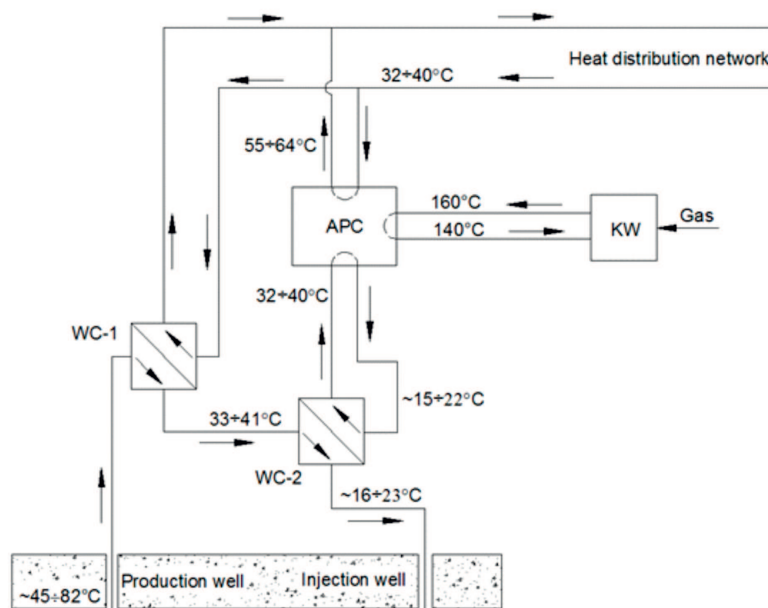 Heat distribution network
32÷40°C
55÷64°C
160°C
APC
140°C
KW
Gas
32÷40°C
WC-1
~15÷22°C
33÷41°C
WC-2
~16÷23°C
Production well
Injection well
~45÷82°C